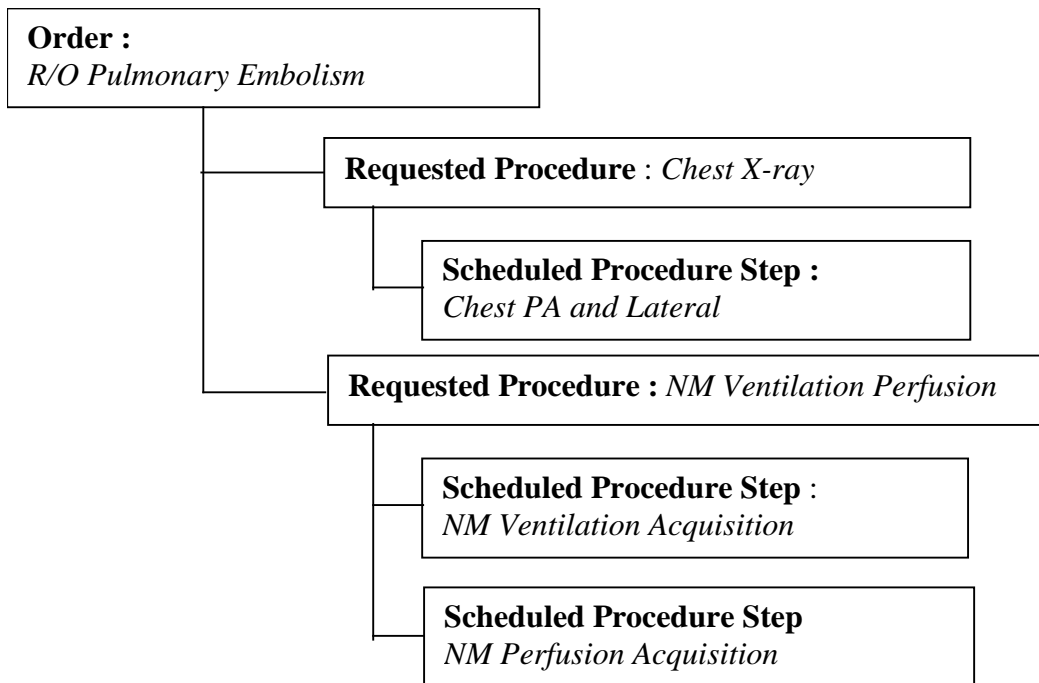 Order :
R/O Pulmonary Embolism
Requested Procedure : Chest X-ray
Scheduled Procedure Step :
Chest PA and Lateral
Requested Procedure : NM Ventilation Perfusion
Scheduled Procedure Step :
NM Ventilation Acquisition
Scheduled Procedure Step
NM Perfusion Acquisition